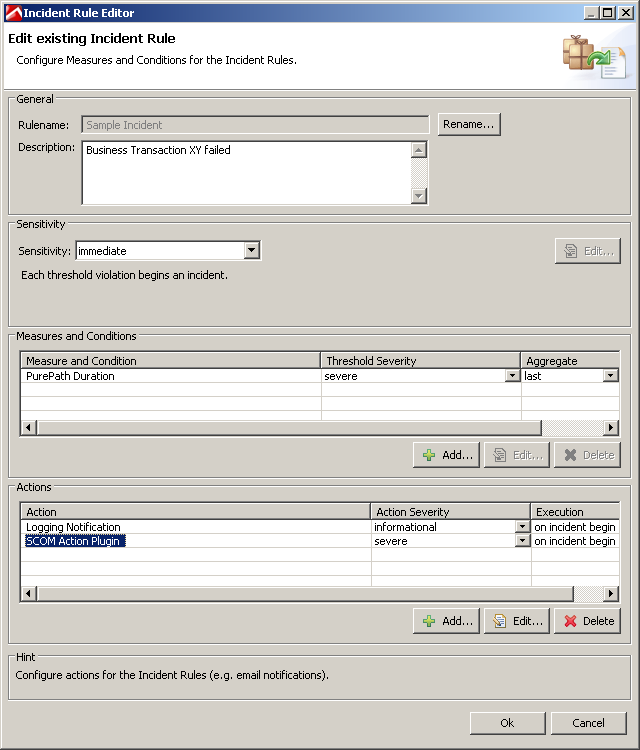 Incident Rule Editor
Edit existing Incident Rule
Configure Measures and Conditions for the Incident Rules.
General
Rulename: Sample Incident Rename...
Description: Business Transaction XY failed
Sensitivity
Sensitivity: immediate Edit...
Each threshold violation begins an incident.
Measures and Conditions
Measure and Condition Threshold Severity Aggregate
PurePath Duration severe last
Add... Edit... Delete
Actions
Action Action Severity Execution
Logging Notification informational on incident begin
SCOM Action Plugin severe on incident begin
Add... Edit... Delete
Hint
Configure actions for the Incident Rules (e.g. email notifications).
Ok Cancel